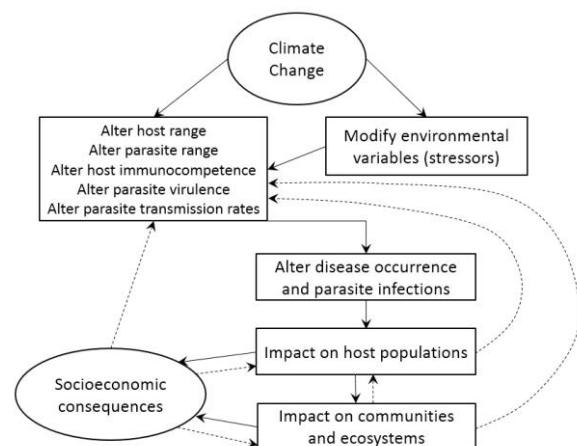 Climate
Change
Alter host range
Alter parasite range
Alter host immunocompetence
Alter parasite virulence
Alter parasite transmission rates
Modify environmental
variables (stressors)
Alter disease occurrence
and parasite infections
Impact on host populations
Socioeconomic
consequences
Impact on communities
and ecosystems